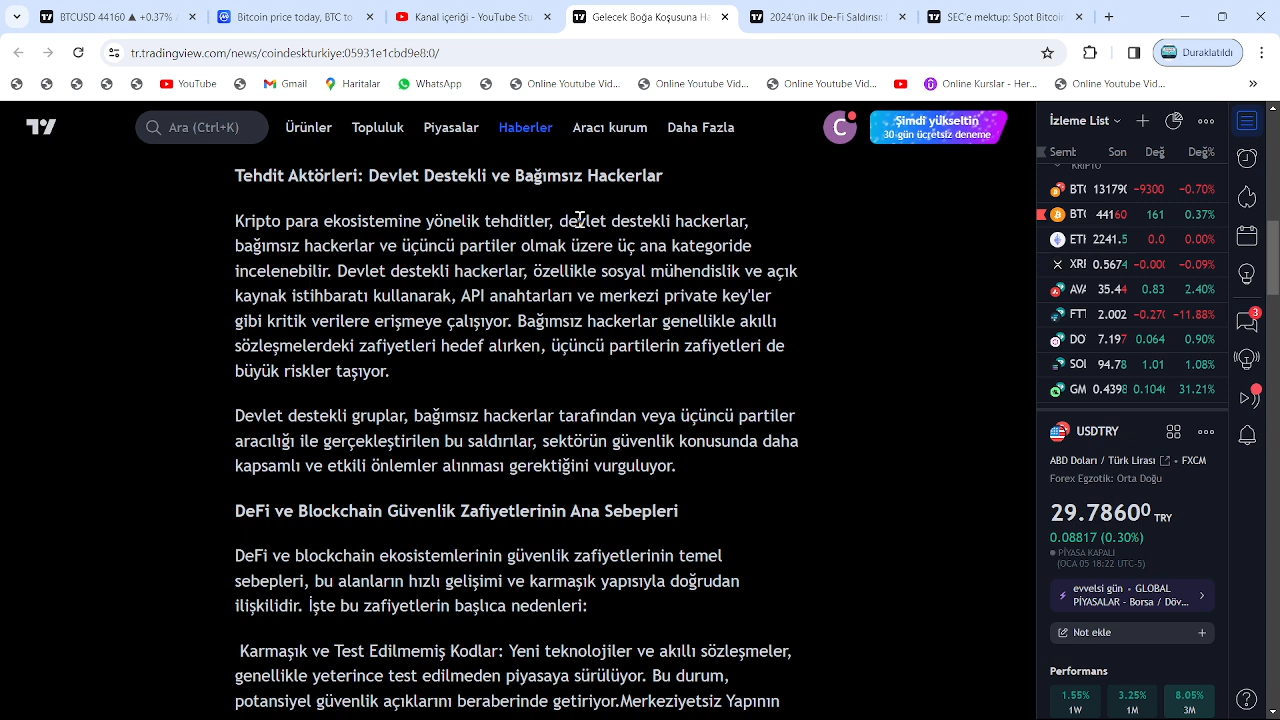 BTCUSD 44160 ▲ +0.37%
Bitcoin price today, BTC to
Kanal içeriği - YouTube Stu
Gelecek Boğa Koşusuna Ha
2024'ün ilk De-Fi Saldırısı:
SEC'e mektup: Spot Bitcoin
tr.tradingview.com/news/coindeskturkiye:05931e1cbd9e8:0/
Duraklatıldı
YouTube
Gmail
Haritalar
WhatsApp
Online Youtube Vid...
Online Youtube Vid...
Online Youtube Vid...
Online Kurslar - Her...
Online Youtube Vid...
Ara (Ctrl+K)
Ürünler
Topluluk
Piyasalar
Haberler
Aracı kurum
Daha Fazla
C
Şimdi yükseltin
30-gün ücretsiz deneme
Tehdit Aktörleri: Devlet Destekli ve Bağımsız Hackerlar
Kripto para ekosistemine yönelik tehditler, devlet destekli hackerlar,
bağımsız hackerlar ve üçüncü partiler olmak üzere üç ana kategoride
incelenebilir. Devlet destekli hackerlar, özellikle sosyal mühendislik ve açık
kaynak istihbaratı kullanarak, API anahtarları ve merkezi private key'ler
gibi kritik verilere erişmeye çalışıyor. Bağımsız hackerlar genellikle akıllı
sözleşmelerdeki zafiyetleri hedef alırken, üçüncü partilerin zafiyetleri de
büyük riskler taşıyor.
Devlet destekli gruplar, bağımsız hackerlar tarafından veya üçüncü partiler
aracılığı ile gerçekleştirilen bu saldırılar, sektörün güvenlik konusunda daha
kapsamlı ve etkili önlemler alınması gerektiğini vurguluyor.
DeFi ve Blockchain Güvenlik Zafiyetlerinin Ana Sebepleri
DeFi ve blockchain ekosistemlerinin güvenlik zafiyetlerinin temel
sebepleri, bu alanların hızlı gelişimi ve karmaşık yapısıyla doğrudan
ilişkilidir. İşte bu zafiyetlerin başlıca nedenleri:
Karmaşık ve Test Edilmemiş Kodlar: Yeni teknolojiler ve akıllı sözleşmeler,
genellikle yeterince test edilmeden piyasaya sürülüyor. Bu durum,
potansiyel güvenlik açıklarını beraberinde getiriyor.Merkeziyetsiz Yapının
İzleme List
Semb Son Değ Değ%
KRIPTO
BTC 131790 -9300 -0.70%
BTC 44160 161 0.37%
ETH 2241.5 0.0 0.00%
XRI 0.5674 -0.000 -0.09%
AVA 35.44 0.83 2.40%
FTT 2.002 -0.270 -11.88%
DO 7.197 0.064 0.90%
SOL 94.78 1.01 1.08%
GM 0.4398 0.1046 31.21%
3
USDTRY
ABD Doları / Türk Lirası • FXCM
Forex Egzotik: Orta Doğu
29.7860⁰ TRY
0.08817 (0.30%)
PİYASA KAPALI
(OCA 05 18:22 UTC-5)
evvelsi gün • GLOBAL
PİYASALAR - Borsa / Döv...
Not ekle
Performans
1.55% 3.25% 8.05%
1W 1M 3M